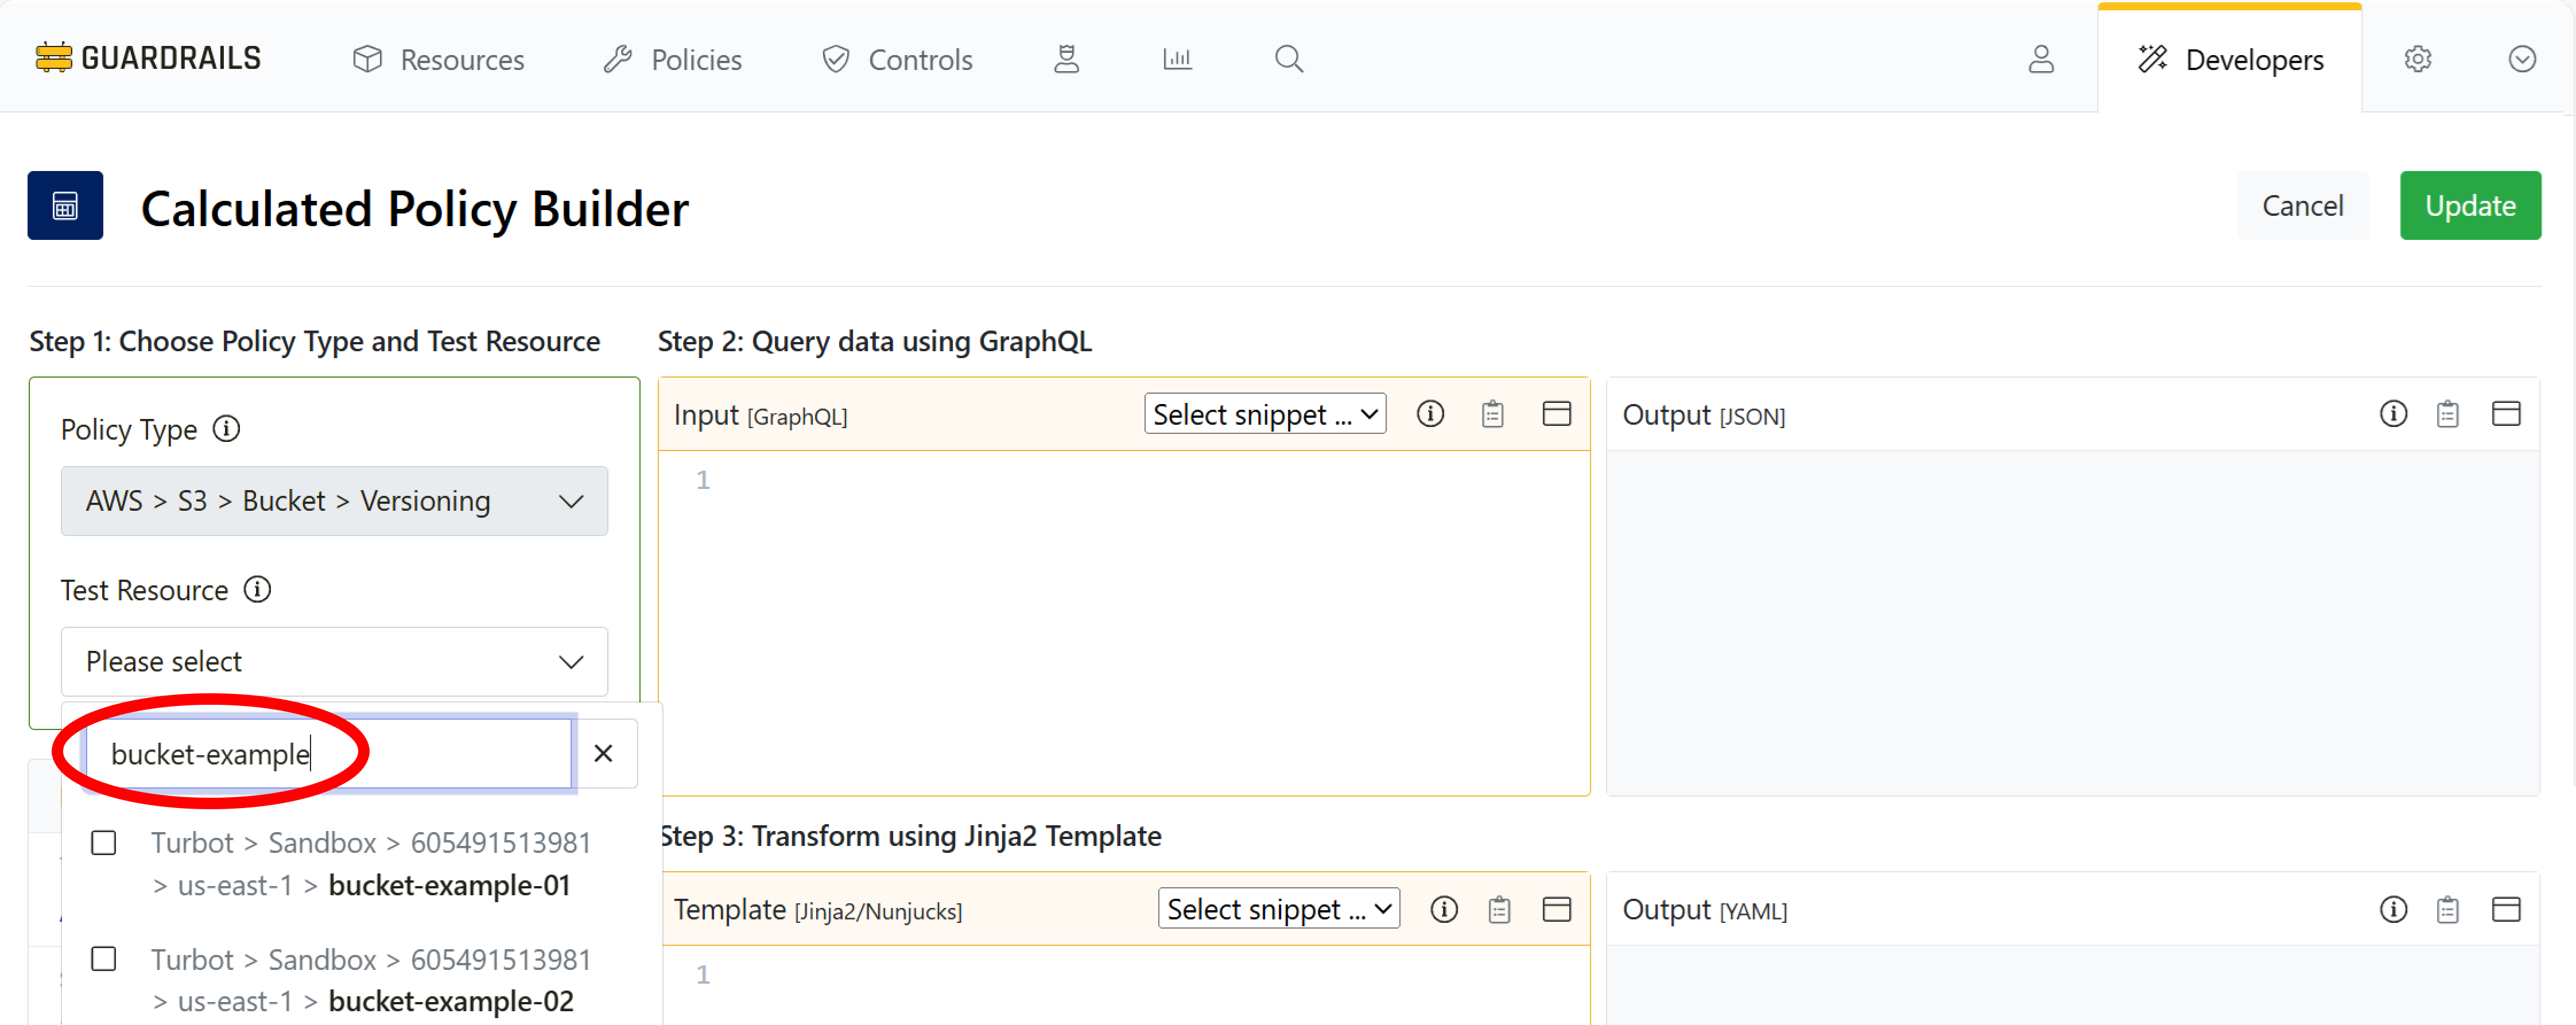 GUARDRAILS Resources Policies Controls Developers
Calculated Policy Builder Cancel Update
Step 1: Choose Policy Type and Test Resource
Policy Type
AWS > S3 > Bucket > Versioning
Test Resource
Please select
bucket-example
Turbot > Sandbox > 605491513981
> us-east-1 > bucket-example-01
Turbot > Sandbox > 605491513981
> us-east-1 > bucket-example-02
Step 2: Query data using GraphQL
Input [GraphQL] Select snippet ...
1
Output [JSON]
Step 3: Transform using Jinja2 Template
Template [Jinja2/Nunjucks] Select snippet ...
1
Output [YAML]